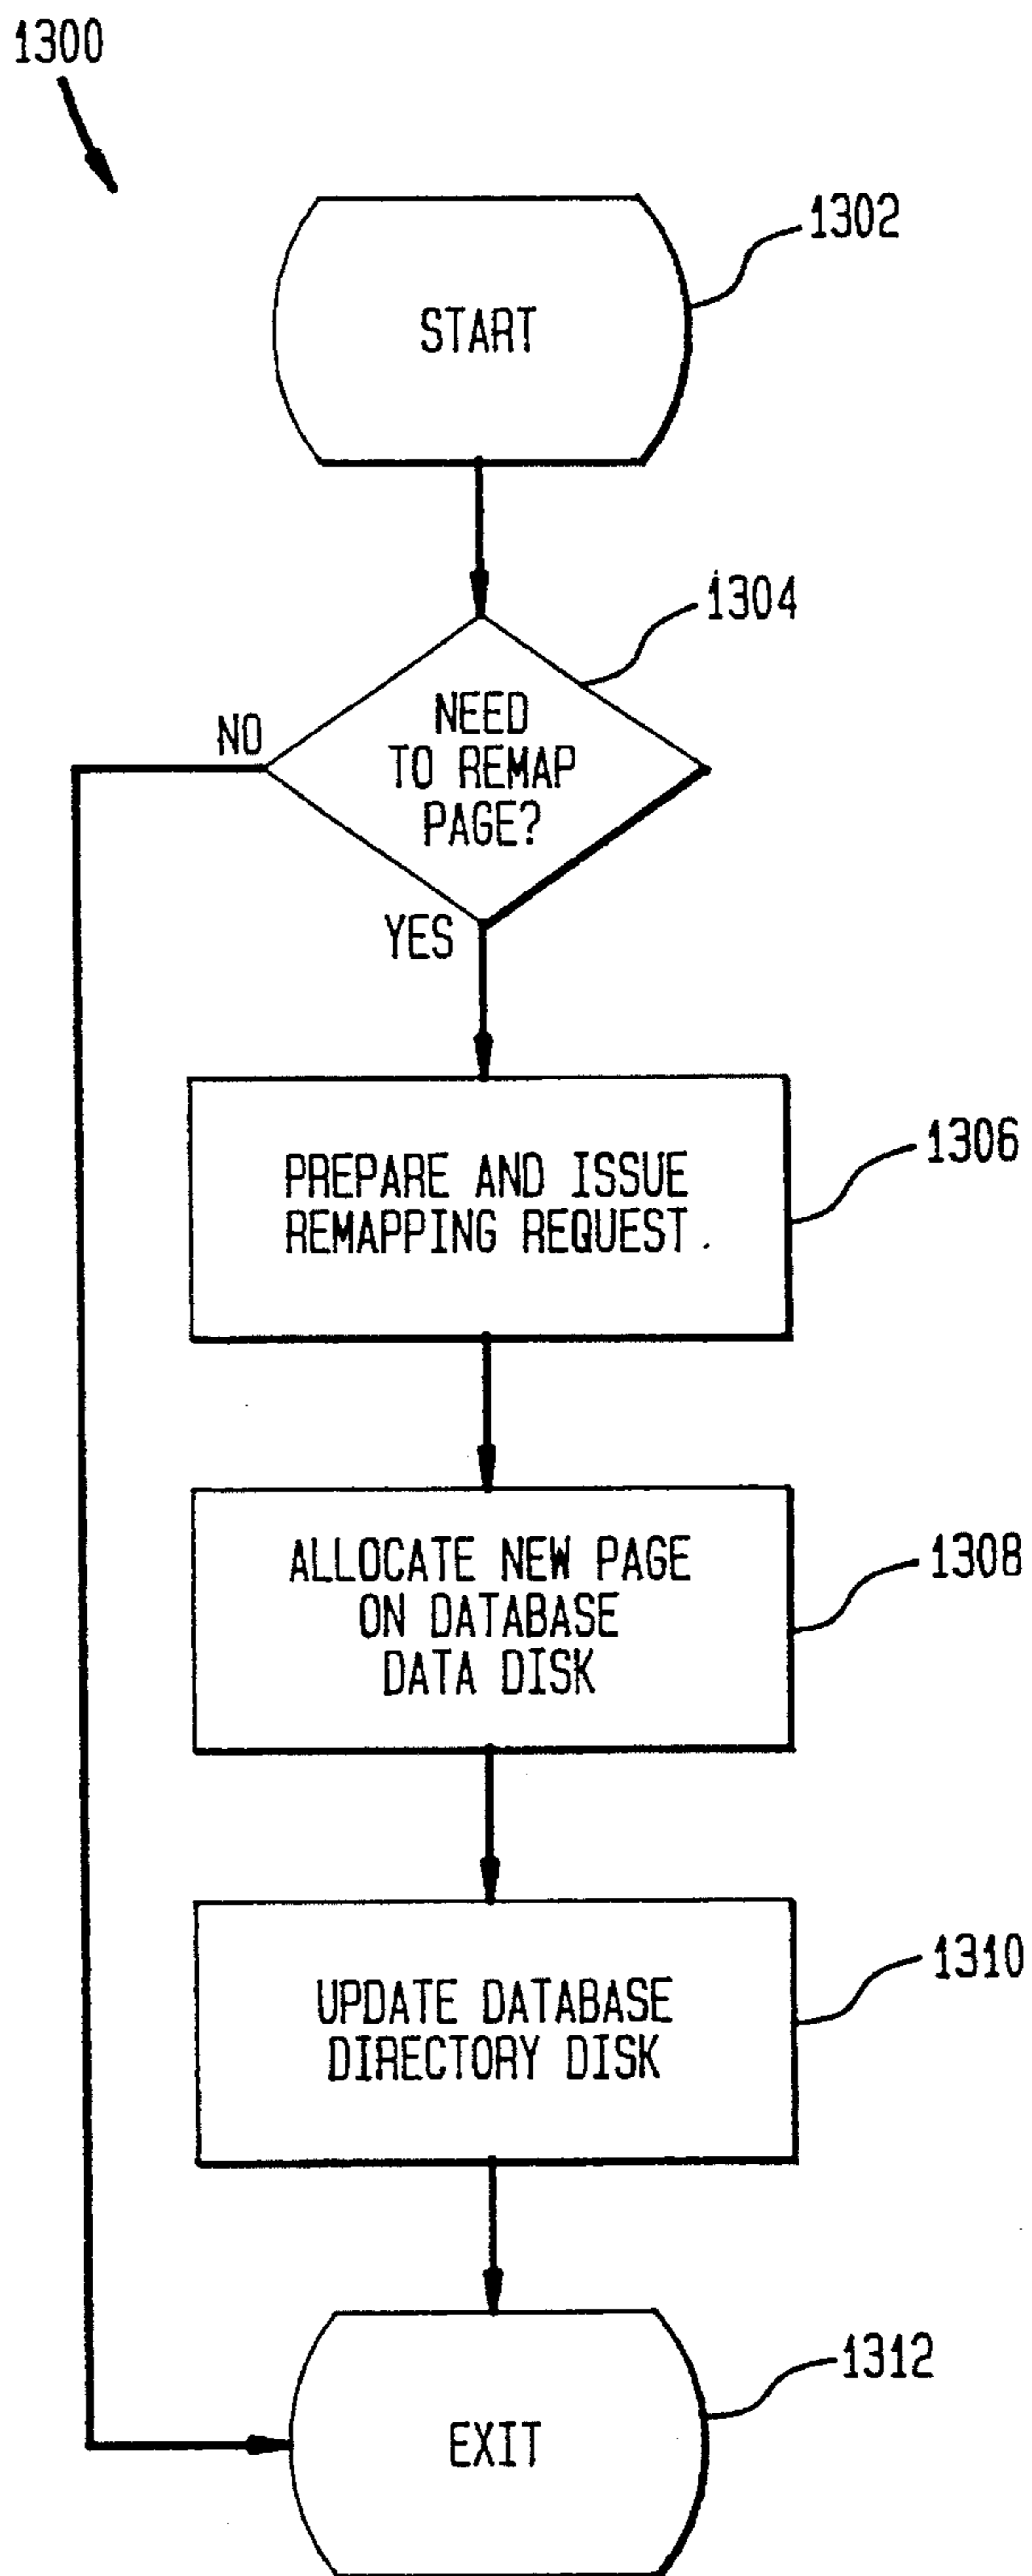 1300
1302
START
1304
NEED
TO REMAP
PAGE?
NO
YES
1306
PREPARE AND ISSUE
REMAPPING REQUEST.
1308
ALLOCATE NEW PAGE
ON DATABASE
DATA DISK
1310
UPDATE DATABASE
DIRECTORY DISK
1312
EXIT